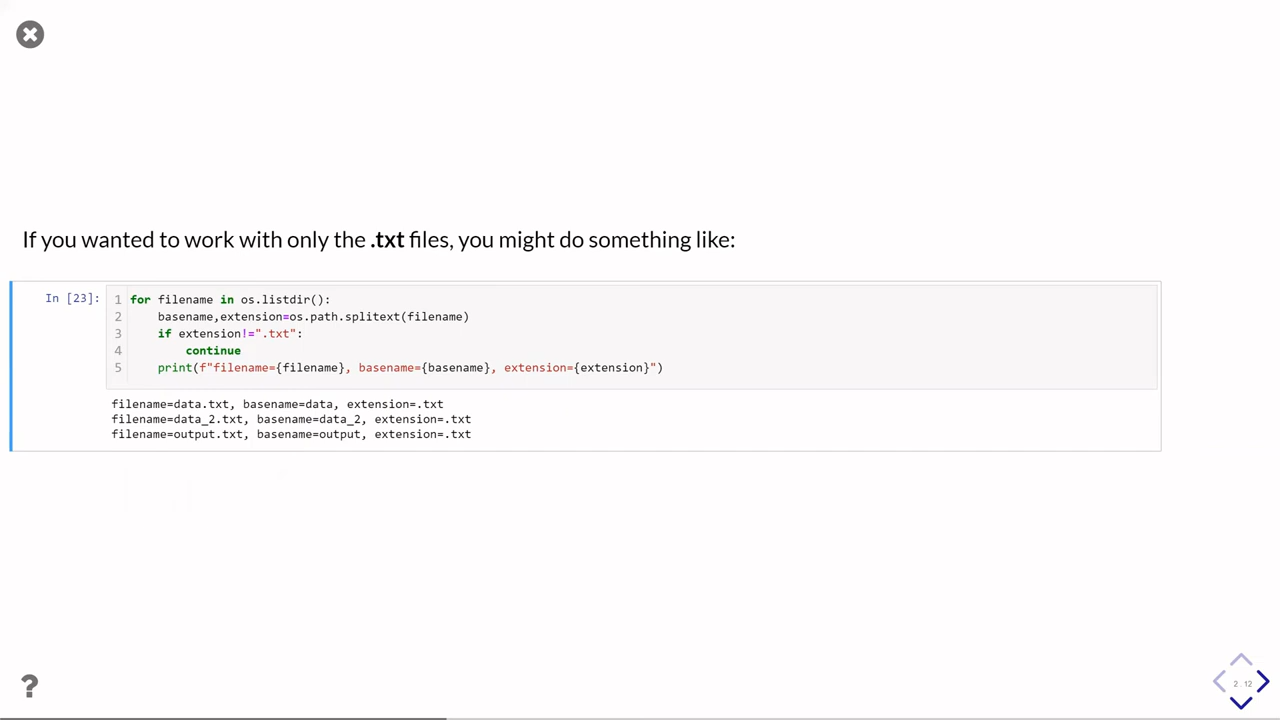 If you wanted to work with only the .txt files, you might do something like:
In [23]:
1 for filename in os.listdir():
2     basename,extension=os.path.splitext(filename)
3     if extension!=".txt":
4         continue
5     print(f"filename={filename}, basename={basename}, extension={extension}")
filename=data.txt, basename=data, extension=.txt
filename=data_2.txt, basename=data_2, extension=.txt
filename=output.txt, basename=output, extension=.txt
?
2.12